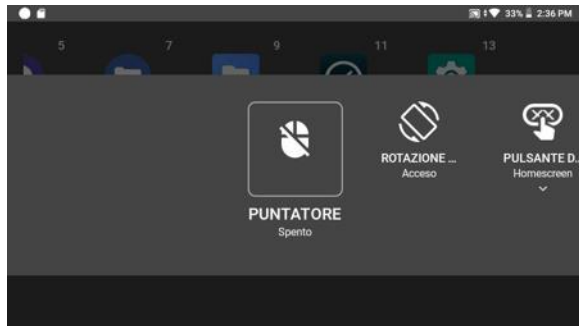 33% 2:36 PM
5 7 9 11 13
PUNTATORE
Spento
ROTAZIONE ...
Acceso
PULSANTE D..
Homescreen